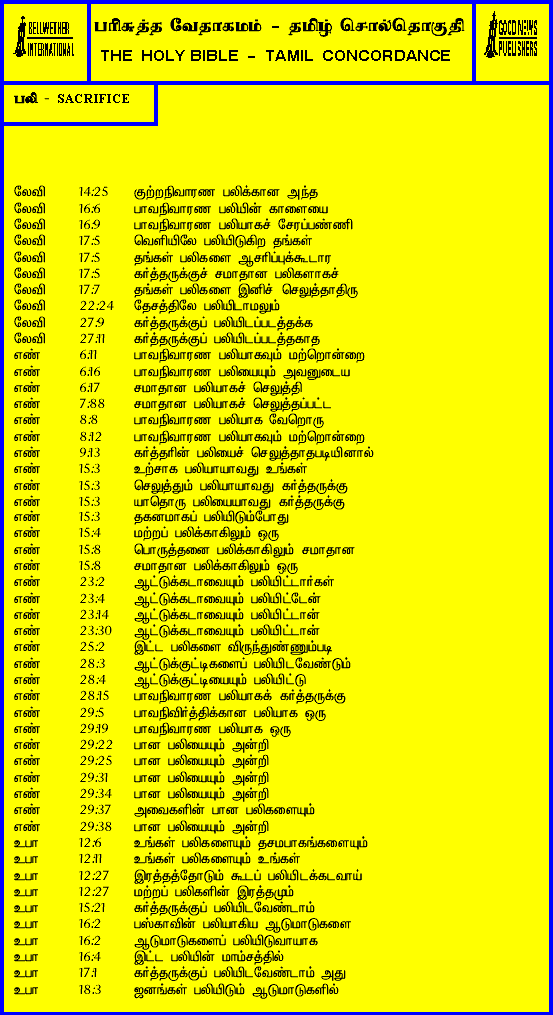 BELLWETHER
INTERNATIONAL
பரிசுத்த வேதாகமம் - தமிழ் சொல்தொகுதி
THE HOLY BIBLE - TAMIL CONCORDANCE
GOOD NEWS
PUBLISHERS
பலி - SACRIFICE
லேவி 14:25 குற்றநிவாரண பலிக்கான அந்த
லேவி 16:6 பாவநிவாரண பலியின் காளையை
லேவி 16:9 பாவநிவாரண பலியாகச் சேரப்பண்ணி
லேவி 17:5 வெளியிலே பலியிடுகிற தங்கள்
லேவி 17:5 தங்கள் பலிகளை ஆசரிப்புக்கூடார
லேவி 17:5 கர்த்தருக்குச் சமாதான பலிகளாகச்
லேவி 17:7 தங்கள் பலிகளை இனிச் செலுத்தாதிரு
லேவி 22:24 தேசத்திலே பலியிடாமலும்
லேவி 27:9 கர்த்தருக்குப் பலியிடப்படத்தக்க
லேவி 27:11 கர்த்தருக்குப் பலியிடப்படத்தகாத
எண் 6:11 பாவநிவாரண பலியாகவும் மற்றொன்றை
எண் 6:16 பாவநிவாரண பலியையும் அவனுடைய
எண் 6:17 சமாதான பலியாகச் செலுத்தி
எண் 7:88 சமாதான பலியாகச் செலுத்தப்பட்ட
எண் 8:8 பாவநிவாரண பலியாக வேறொரு
எண் 8:12 பாவநிவாரண பலியாகவும் மற்றொன்றை
எண் 9:13 கர்த்தரின் பலியைச் செலுத்தாதபடியினால்
எண் 15:3 உற்சாக பலியாயாவது உங்கள்
எண் 15:3 செலுத்தும் பலியாயாவது கர்த்தருக்கு
எண் 15:3 யாதொரு பலியையாவது கர்த்தருக்கு
எண் 15:3 தகனமாகப் பலியிடும்போது
எண் 15:4 மற்றப் பலிக்காகிலும் ஒரு
எண் 15:8 பொருத்தனை பலிக்காகிலும் சமாதான
எண் 15:8 சமாதான பலிக்காகிலும் ஒரு
எண் 23:2 ஆட்டுக்கடாவையும் பலியிட்டார்கள்
எண் 23:4 ஆட்டுக்கடாவையும் பலியிட்டேன்
எண் 23:14 ஆட்டுக்கடாவையும் பலியிட்டான்
எண் 23:30 ஆட்டுக்கடாவையும் பலியிட்டான்
எண் 25:2 இட்ட பலிகளை விருந்துண்ணும்படி
எண் 28:3 ஆட்டுக்குட்டிகளைப் பலியிடவேண்டும்
எண் 28:4 ஆட்டுக்குட்டியையும் பலியிட்டு
எண் 28:15 பாவநிவாரண பலியாகக் கர்த்தருக்கு
எண் 29:5 பாவநிவிர்த்திக்கான பலியாக ஒரு
எண் 29:19 பாவநிவாரண பலியாக ஒரு
எண் 29:22 பான பலியையும் அன்றி
எண் 29:25 பான பலியையும் அன்றி
எண் 29:31 பான பலியையும் அன்றி
எண் 29:34 பான பலியையும் அன்றி
எண் 29:37 அவைகளின் பான பலிகளையும்
எண் 29:38 பான பலியையும் அன்றி
உபா 12:6 உங்கள் பலிகளையும் தசமபாகங்களையும்
உபா 12:11 உங்கள் பலிகளையும் உங்கள்
உபா 12:27 இரத்தத்தோடும் கூடப் பலியிடக்கடவாய்
உபா 12:27 மற்றப் பலிகளின் இரத்தமும்
உபா 15:21 கர்த்தருக்குப் பலியிடவேண்டாம்
உபா 16:2 பஸ்காவின் பலியாகிய ஆடுமாடுகளை
உபா 16:2 ஆடுமாடுகளைப் பலியிடுவாயாக
உபா 16:4 இட்ட பலியின் மாம்சத்தில்
உபா 17:1 கர்த்தருக்குப் பலியிடவேண்டாம் அது
உபா 18:3 ஜனங்கள் பலியிடும் ஆடுமாடுகளில்